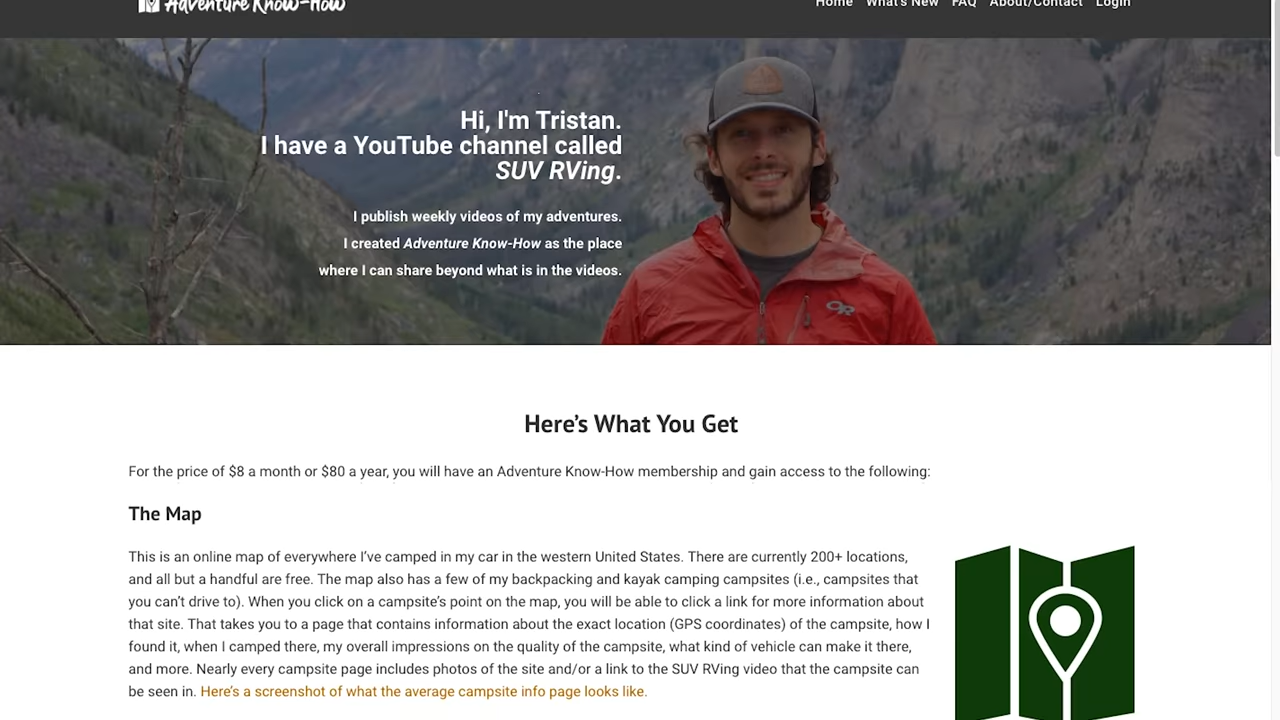 Adventure Know-How
Home What's New FAQ About/Contact Login
Hi, I'm Tristan.
I have a YouTube channel called
SUV RVing.
I publish weekly videos of my adventures.
I created Adventure Know-How as the place
where I can share beyond what is in the videos.
OR
Here's What You Get
For the price of $8 a month or $80 a year, you will have an Adventure Know-How membership and gain access to the following:
The Map
This is an online map of everywhere I've camped in my car in the western United States. There are currently 200+ locations,
and all but a handful are free. The map also has a few of my backpacking and kayak camping campsites (i.e., campsites that
you can't drive to). When you click on a campsite's point on the map, you will be able to click a link for more information about
that site. That takes you to a page that contains information about the exact location (GPS coordinates) of the campsite, how I
found it, when I camped there, my overall impressions on the quality of the campsite, what kind of vehicle can make it there,
and more. Nearly every campsite page includes photos of the site and/or a link to the SUV RVing video that the campsite can
be seen in. Here's a screenshot of what the average campsite info page looks like.